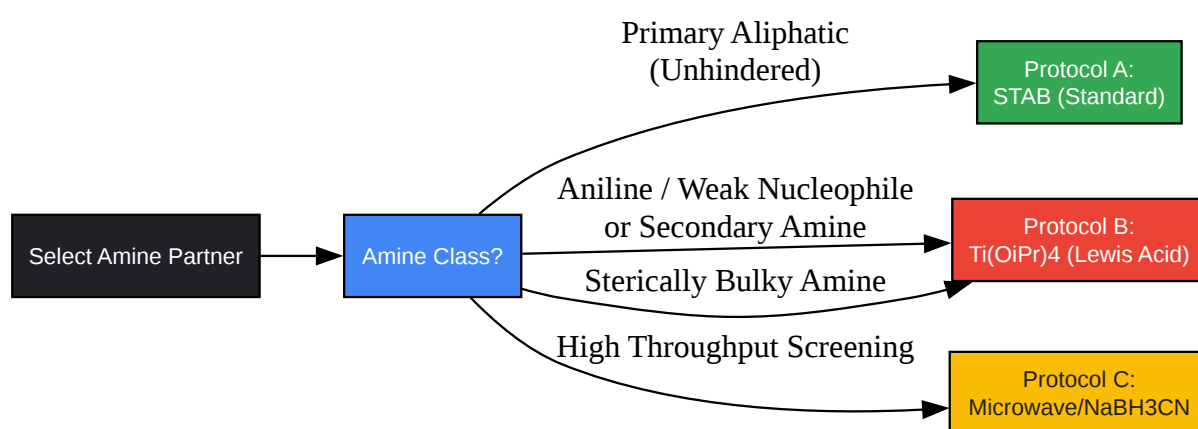 Primary Aliphatic
(Unhindered)
Protocol A:
STAB (Standard)
Select Amine Partner
Amine Class?
Aniline / Weak Nucleophile
or Secondary Amine
Protocol B:
Ti(OiPr)4 (Lewis Acid)
Sterically Bulky Amine
High Throughput Screening
Protocol C:
Microwave/NaBH3CN